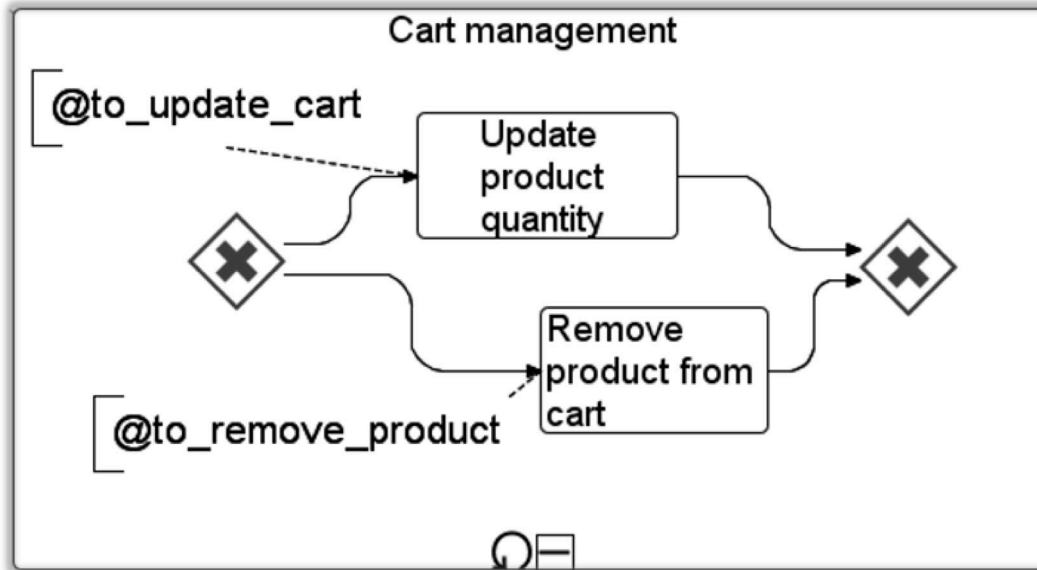 Cart management
@to_update_cart
Update
product
quantity
Remove
product from
cart
@to_remove_product